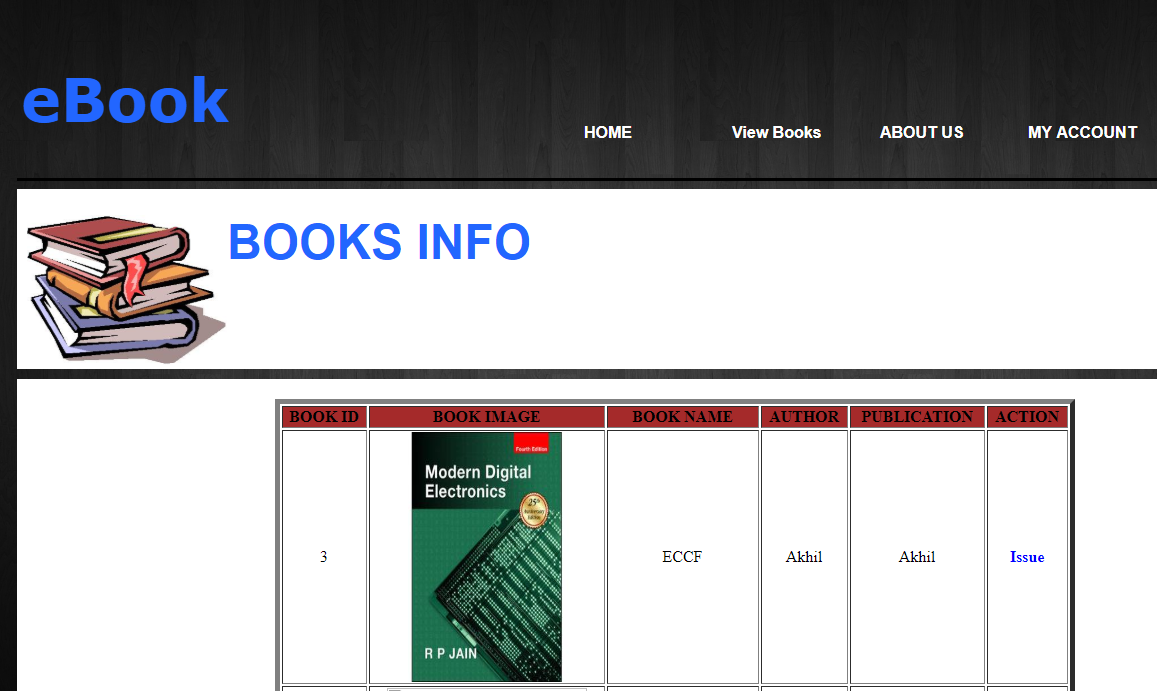 eBook
HOME View Books ABOUT US MY ACCOUNT
BOOKS INFO
BOOK ID BOOK IMAGE BOOK NAME AUTHOR PUBLICATION ACTION
Fourth Edition
Modern Digital
Electronics
25th
Anniversary
Edition
3 ECCF Akhil Akhil Issue
R P JAIN